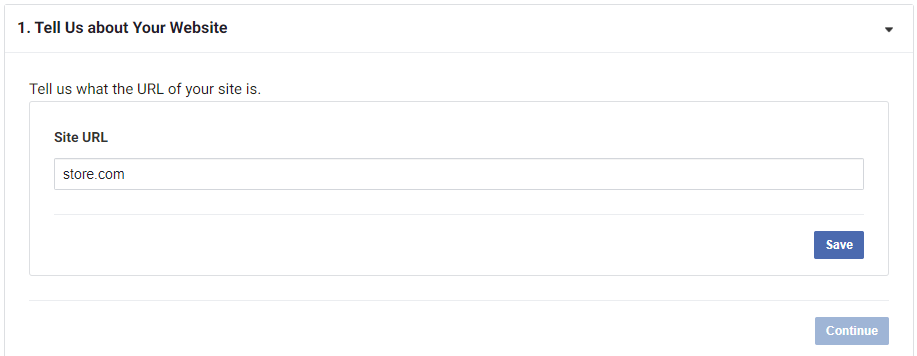 1. Tell Us about Your Website
Tell us what the URL of your site is.
Site URL
store.com
Save
Continue